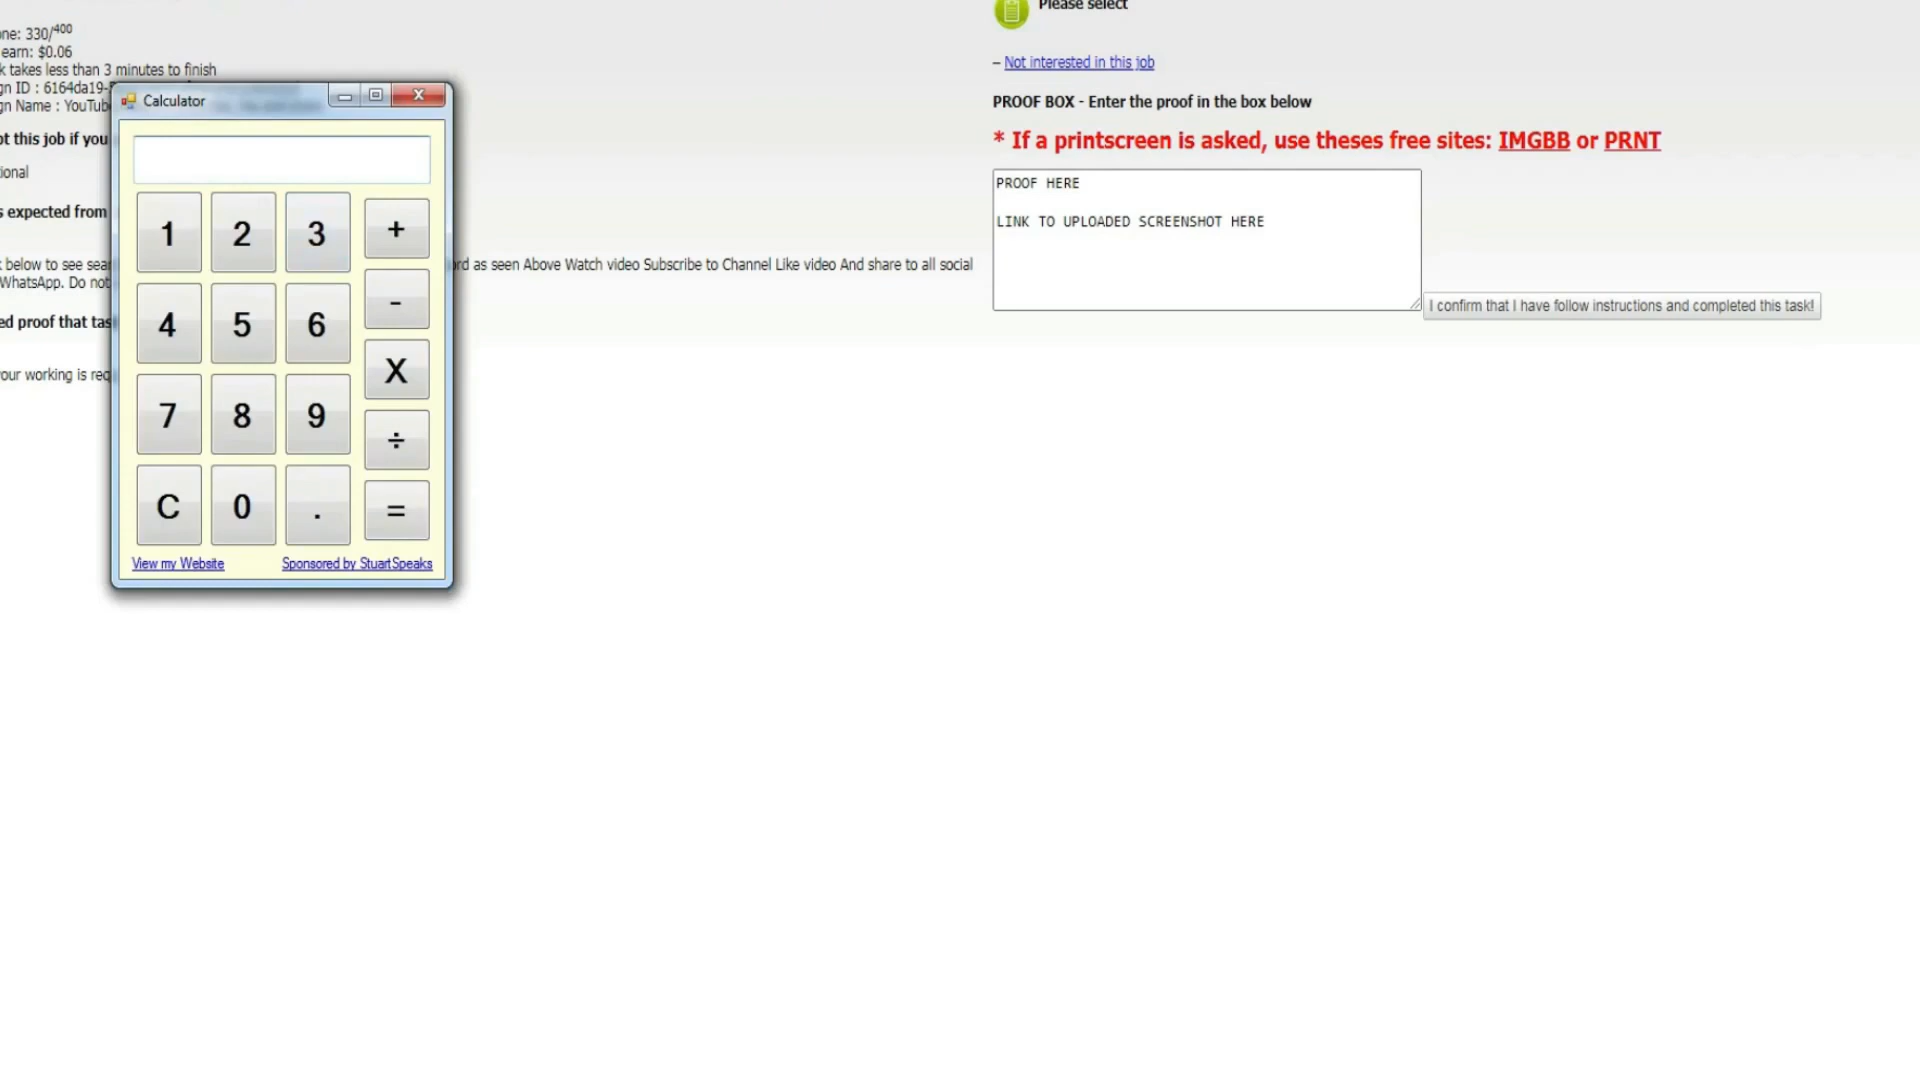 one: 330/400
earn: $0.06
k takes less than 3 minutes to finish
gn ID : 6164da19-
gn Name : YouTub
ot this job if you
ional
s expected from
k below to see sear
ord as seen Above Watch video Subscribe to Channel Like video And share to all social
WhatsApp. Do not
ed proof that tas
our working is req
Calculator
1 2 3 +
-
4 5 6
X
7 8 9
÷
C 0 . =
View my Website Sponsored by StuartSpeaks
Please select
– Not interested in this job
PROOF BOX - Enter the proof in the box below
* If a printscreen is asked, use theses free sites: IMGBB or PRNT
PROOF HERE
LINK TO UPLOADED SCREENSHOT HERE
I confirm that I have follow instructions and completed this task!